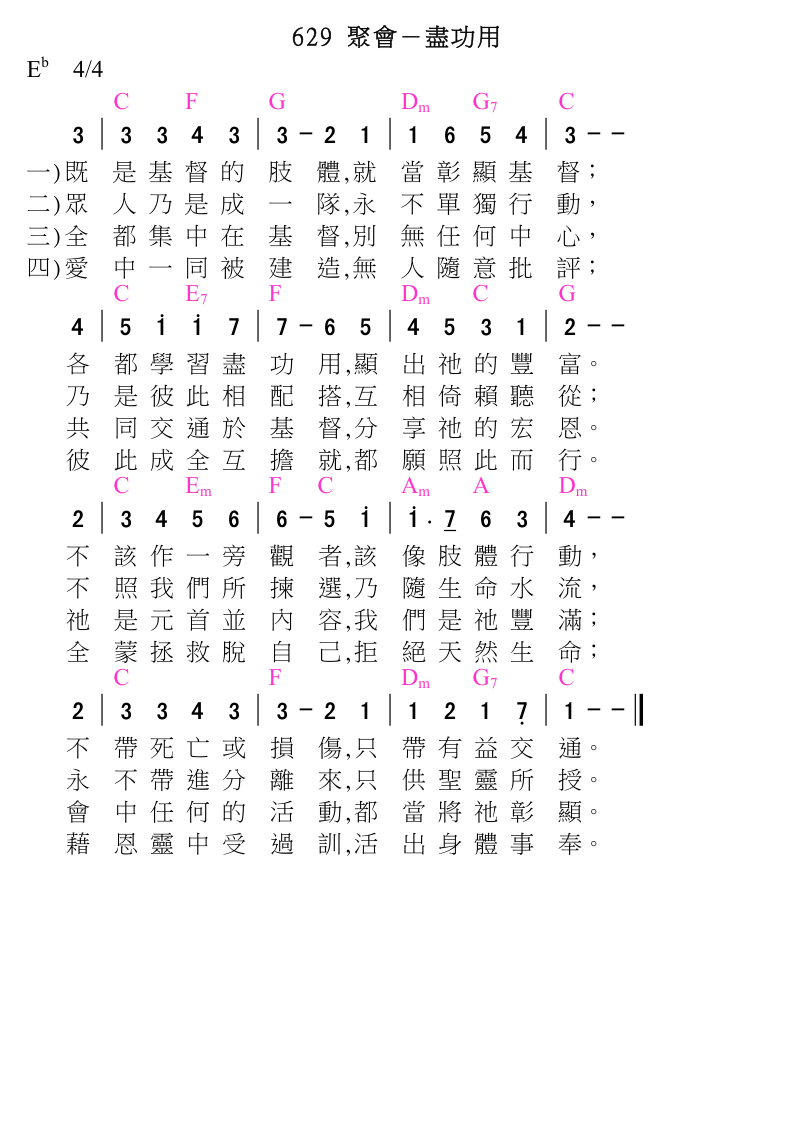 629 聚會－盡功用
E♭ 4/4
C F G Dm G7 C
3 | 3 3 4 3 | 3 - 2 1 | 1 6 5 4 | 3 - -
一)既 是基督的 肢 體,就 當彰顯基 督；
二)眾 人乃是成 一 隊,永 不單獨行 動，
三)全 都集中在 基 督,別 無任何中 心，
四)愛 中一同被 建 造,無 人隨意批 評；
C E7 F Dm C G
4 | 5 i i 7 | 7 - 6 5 | 4 5 3 1 | 2 - -
各 都學習盡 功 用,顯 出祂的豐 富。
乃 是彼此相 配 搭,互 相倚賴聽 從；
共 同交通於 基 督,分 享祂的宏 恩。
彼 此成全互 擔 就,都 願照此而 行。
C Em F C Am A Dm
2 | 3 4 5 6 | 6 - 5 i | i . 7 6 3 | 4 - -
不 該作一旁 觀 者,該 像肢體行 動，
不 照我們所 揀 選,乃 隨生命水 流，
祂 是元首並 內 容,我 們是祂豐 滿；
全 蒙拯救脫 自 己,拒 絕天然生 命；
C F Dm G7 C
2 | 3 3 4 3 | 3 - 2 1 | 1 2 1 7̣ | 1 - - ‖
不 帶死亡或 損 傷,只 帶有益交 通。
永 不帶進分 離 來,只 供聖靈所 授。
會 中任何的 活 動,都 當將祂彰 顯。
藉 恩靈中受 過 訓,活 出身體事 奉。